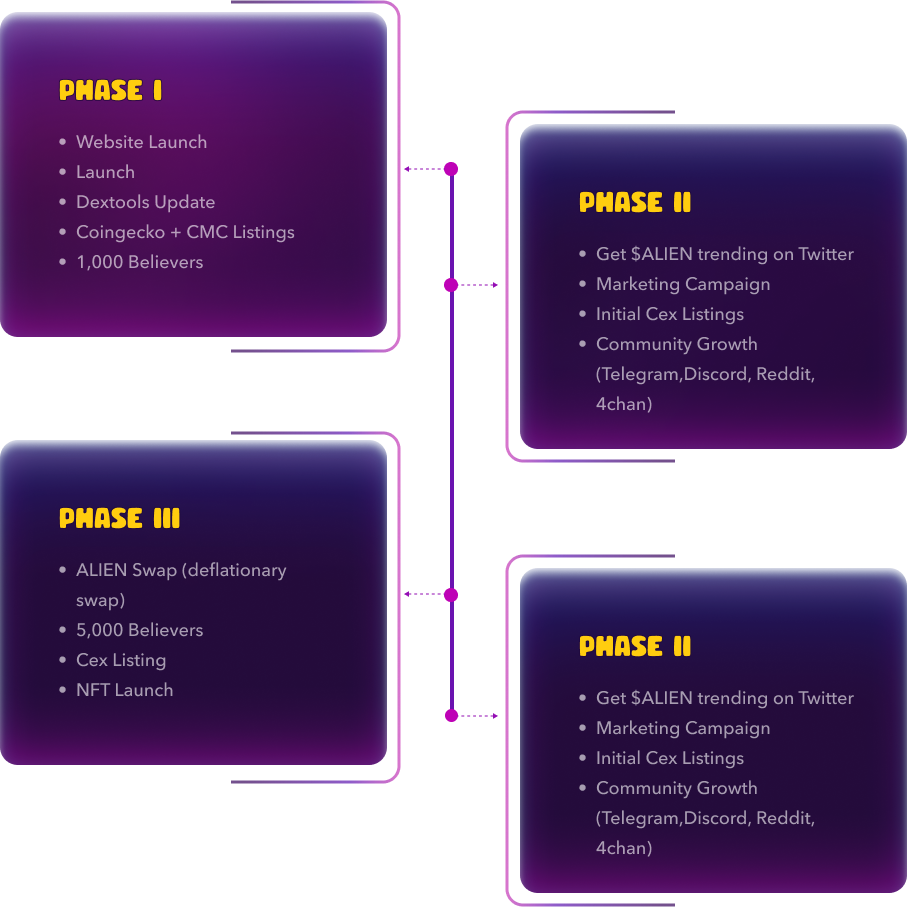 PHASE I
• Website Launch
• Launch
• Dextools Update
• Coingecko + CMC Listings
• 1,000 Believers
PHASE II
• Get $ALIEN trending on Twitter
• Marketing Campaign
• Initial Cex Listings
• Community Growth
(Telegram,Discord, Reddit,
4chan)
PHASE III
• ALIEN Swap (deflationary
swap)
• 5,000 Believers
• Cex Listing
• NFT Launch
PHASE II
• Get $ALIEN trending on Twitter
• Marketing Campaign
• Initial Cex Listings
• Community Growth
(Telegram,Discord, Reddit,
4chan)